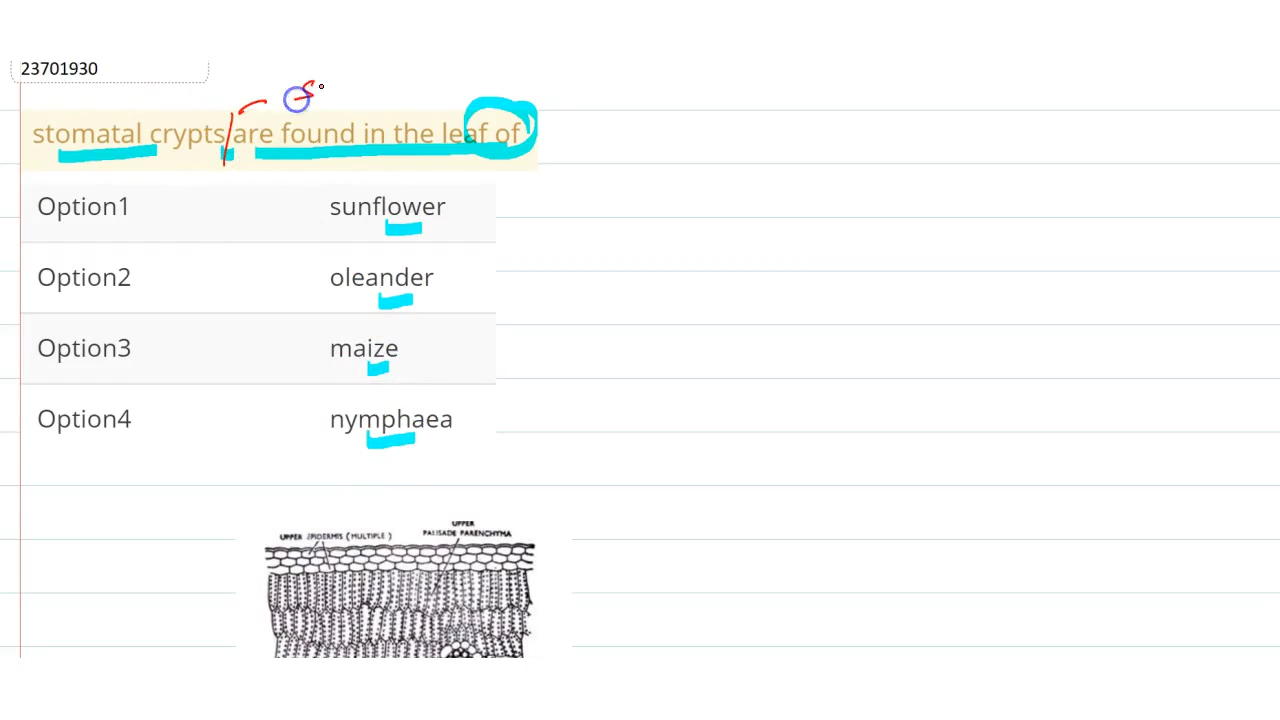 23701930
stomatal crypts are found in the leaf of
Option1 sunflower
Option2 oleander
Option3 maize
Option4 nymphaea
UPPER EPIDERMIS (MULTIPLE)
UPPER
PALISADE PARENCHYMA